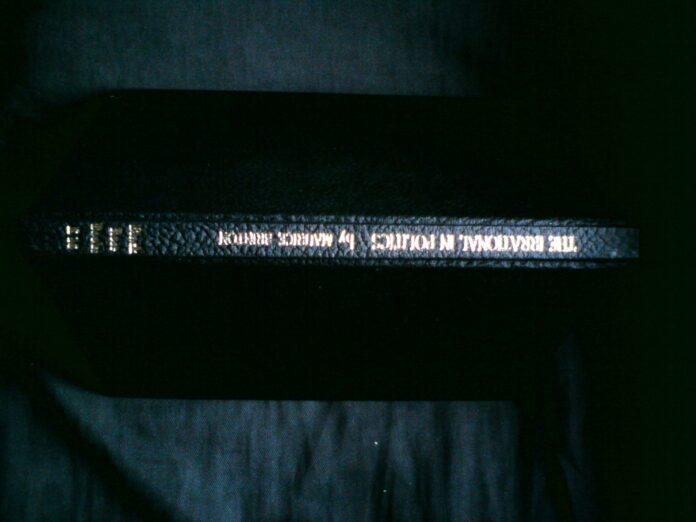 THE IRRATIONAL IN POLITICS by MAURICE BRINTON